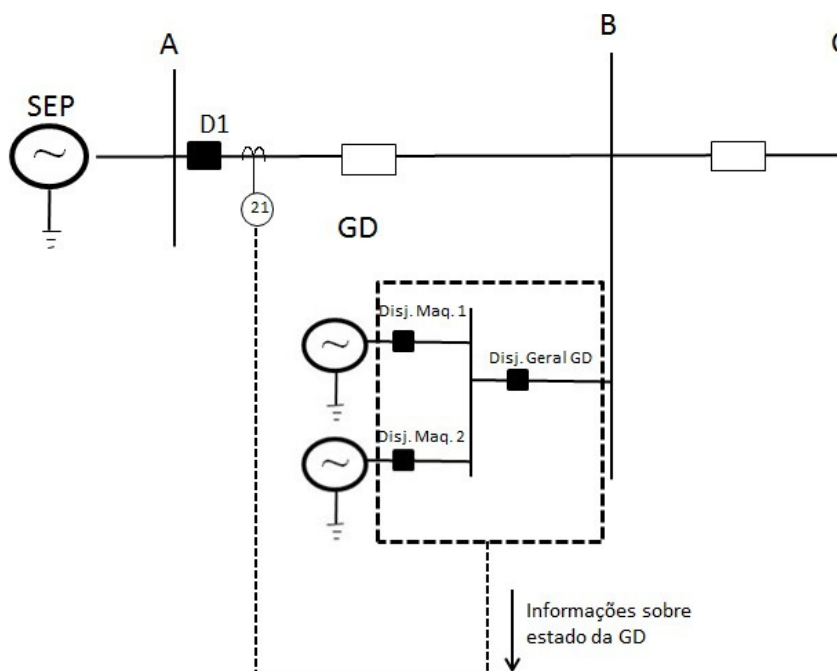 A
B
C
SEP
D1
21
GD
Disj. Maq. 1
Disj. Geral GD
Disj. Maq. 2
Informações sobre
estado da GD